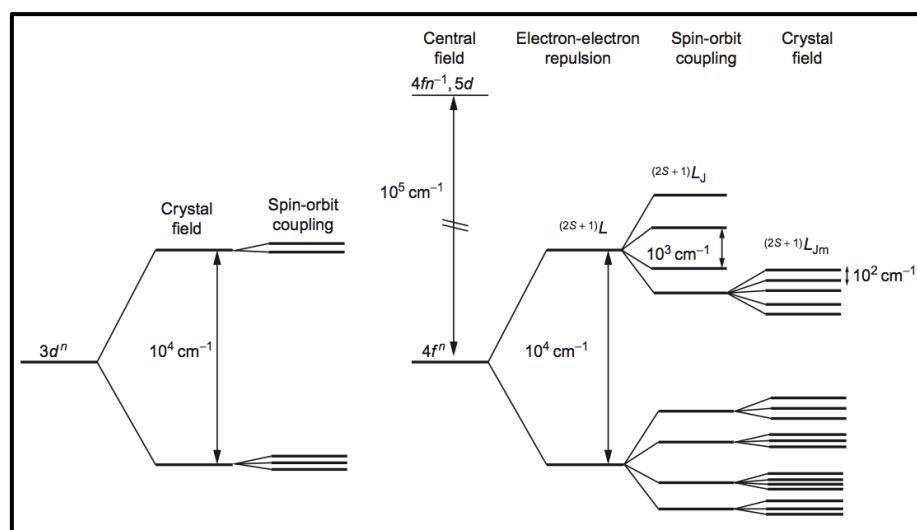 Central field
Electron-electron repulsion
Spin-orbit coupling
Crystal field
4fn⁻¹, 5d
10⁵ cm⁻¹
Crystal field
Spin-orbit coupling
3dⁿ
10⁴ cm⁻¹
4fⁿ
⁽²ˢ⁺¹⁾L
10⁴ cm⁻¹
⁽²ˢ⁺¹⁾L_J
10³ cm⁻¹
⁽²ˢ⁺¹⁾L_Jm
10² cm⁻¹